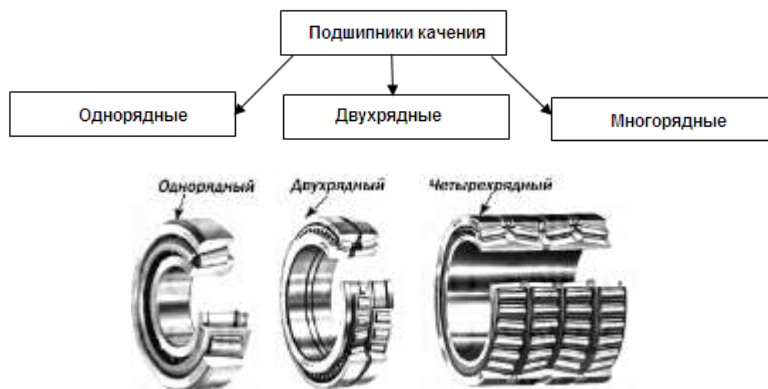 Подшипники качения
Однорядные
Двухрядные
Многорядные
Однорядный
Двухрядный
Четырехрядный